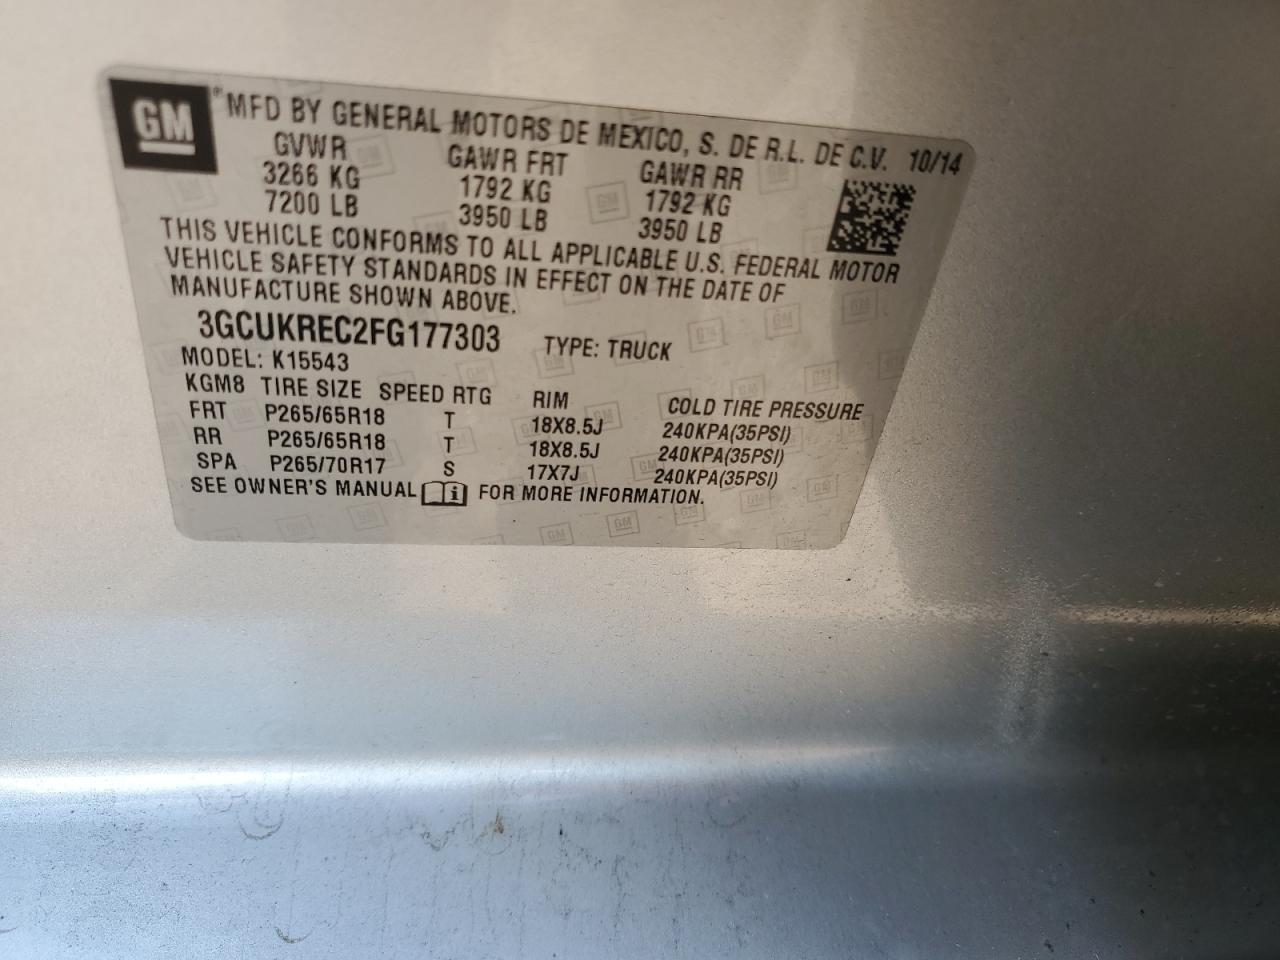 GM® MFD BY GENERAL MOTORS DE MEXICO, S. DE R.L. DE C.V. 10/14
GVWR GAWR FRT GAWR RR
3266 KG 1792 KG 1792 KG
7200 LB 3950 LB 3950 LB
THIS VEHICLE CONFORMS TO ALL APPLICABLE U.S. FEDERAL MOTOR
VEHICLE SAFETY STANDARDS IN EFFECT ON THE DATE OF
MANUFACTURE SHOWN ABOVE.
3GCUKREC2FG177303 TYPE: TRUCK
MODEL: K15543
KGM8 TIRE SIZE SPEED RTG RIM COLD TIRE PRESSURE
FRT P265/65R18 T 18X8.5J 240KPA(35PSI)
RR P265/65R18 T 18X8.5J 240KPA(35PSI)
SPA P265/70R17 S 17X7J 240KPA(35PSI)
SEE OWNER'S MANUAL i FOR MORE INFORMATION.